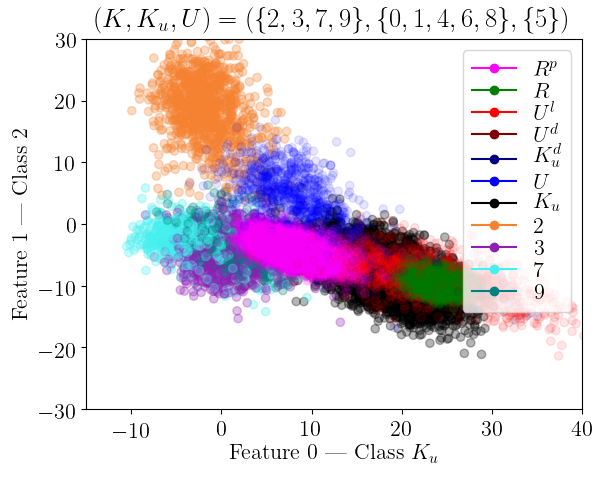 (K, K_u, U) = ({2, 3, 7, 9}, {0, 1, 4, 6, 8}, {5})
30
20
10
0
−10
−20
−30
Feature 1 — Class 2
R^p
R
U^l
U^d
K_u^d
U
K_u
2
3
7
9
−10 0 10 20 30 40
Feature 0 — Class K_u